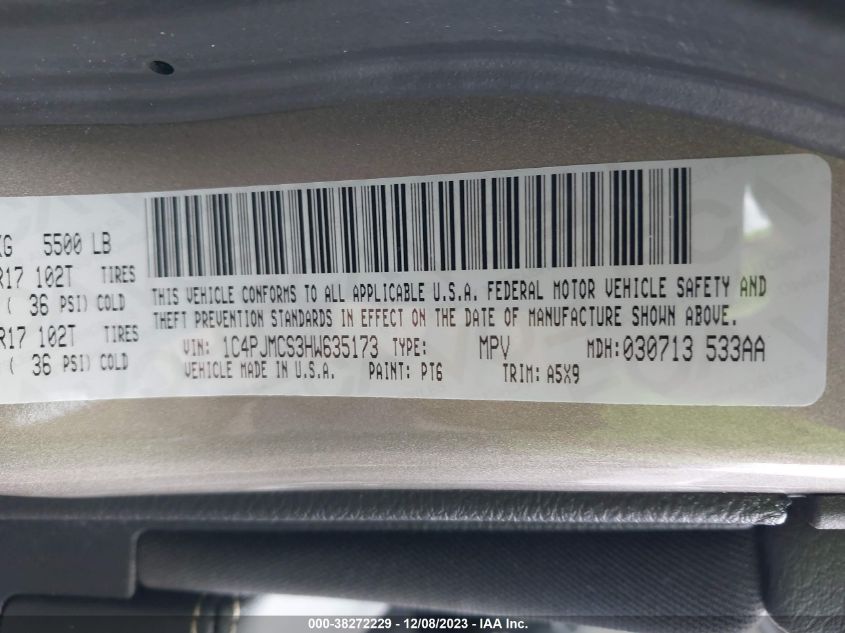 KG 5500 LB
R17 102T TIRES
( 36 PSI) COLD
R17 102T TIRES
( 36 PSI) COLD
THIS VEHICLE CONFORMS TO ALL APPLICABLE U.S.A. FEDERAL MOTOR VEHICLE SAFETY AND
THEFT PREVENTION STANDARDS IN EFFECT ON THE DATE OF MANUFACTURE SHOWN ABOVE.
VIN: 1C4PJMCS3HW635173 TYPE: MPV MDH: 030713 533AA
VEHICLE MADE IN U.S.A. PAINT: PT6 TRIM: A5X9
000-38272229 - 12/08/2023 - IAA Inc.